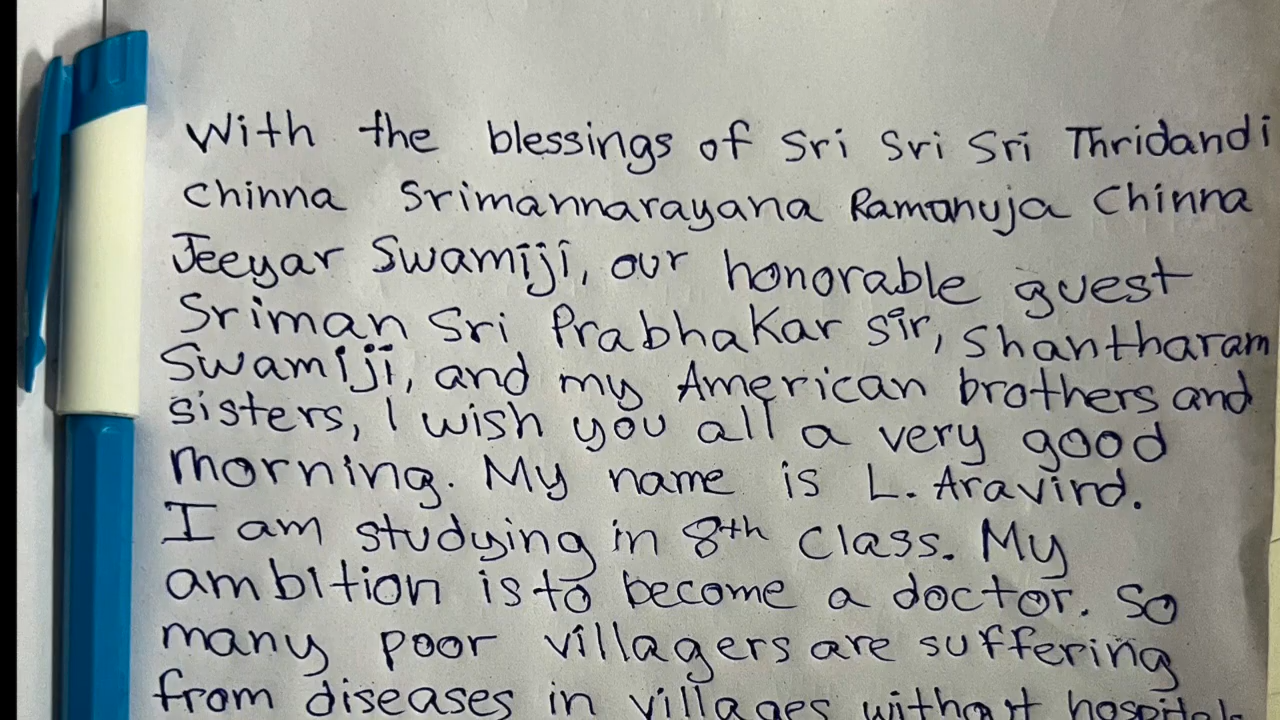 With the blessings of Sri Sri Sri Thridandi
Chinna Srimannarayana Ramanuja Chinna
Jeeyar Swamiji, our honorable guest
Sriman Sri Prabhakar sir, Shantharam
Swamiji, and my American brothers and
sisters, I wish you all a very good
morning. My name is L. Aravind.
I am studying in 8th class. My
ambition is to become a doctor. So
many poor villagers are suffering
from diseases in villages without